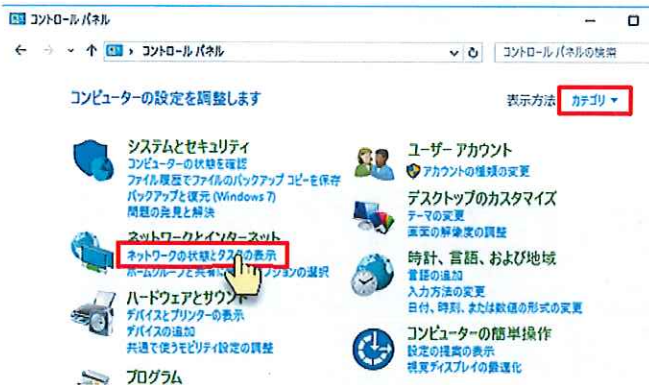 コントロール パネル
コントロール パネル
コントロール パネルの検索
コンピューターの設定を調整します
表示方法: カテゴリ
システムとセキュリティ
コンピューターの状態を確認
ファイル履歴でファイルのバックアップ コピーを保存
バックアップと復元 (Windows 7)
問題の発見と解決
ネットワークとインターネット
ネットワークの状態とタスクの表示
ホームグループと共有に
プションの選択
ハードウェアとサウンド
デバイスとプリンターの表示
デバイスの追加
共通で使うモビリティ設定の調整
プログラム
ユーザー アカウント
アカウントの種類の変更
デスクトップのカスタマイズ
テーマの変更
画面の解像度の調整
時計、言語、および地域
言語の追加
入力方法の変更
日付、時刻、または数値の形式の変更
コンピューターの簡単操作
設定の提案の表示
視覚ディスプレイの最適化